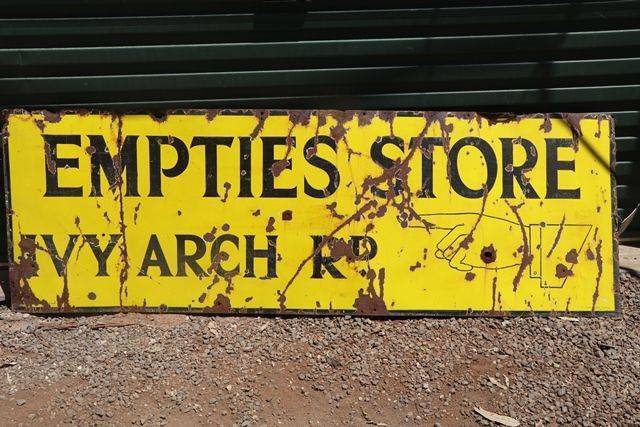 EMPTIES STORE
IVY ARCH RD